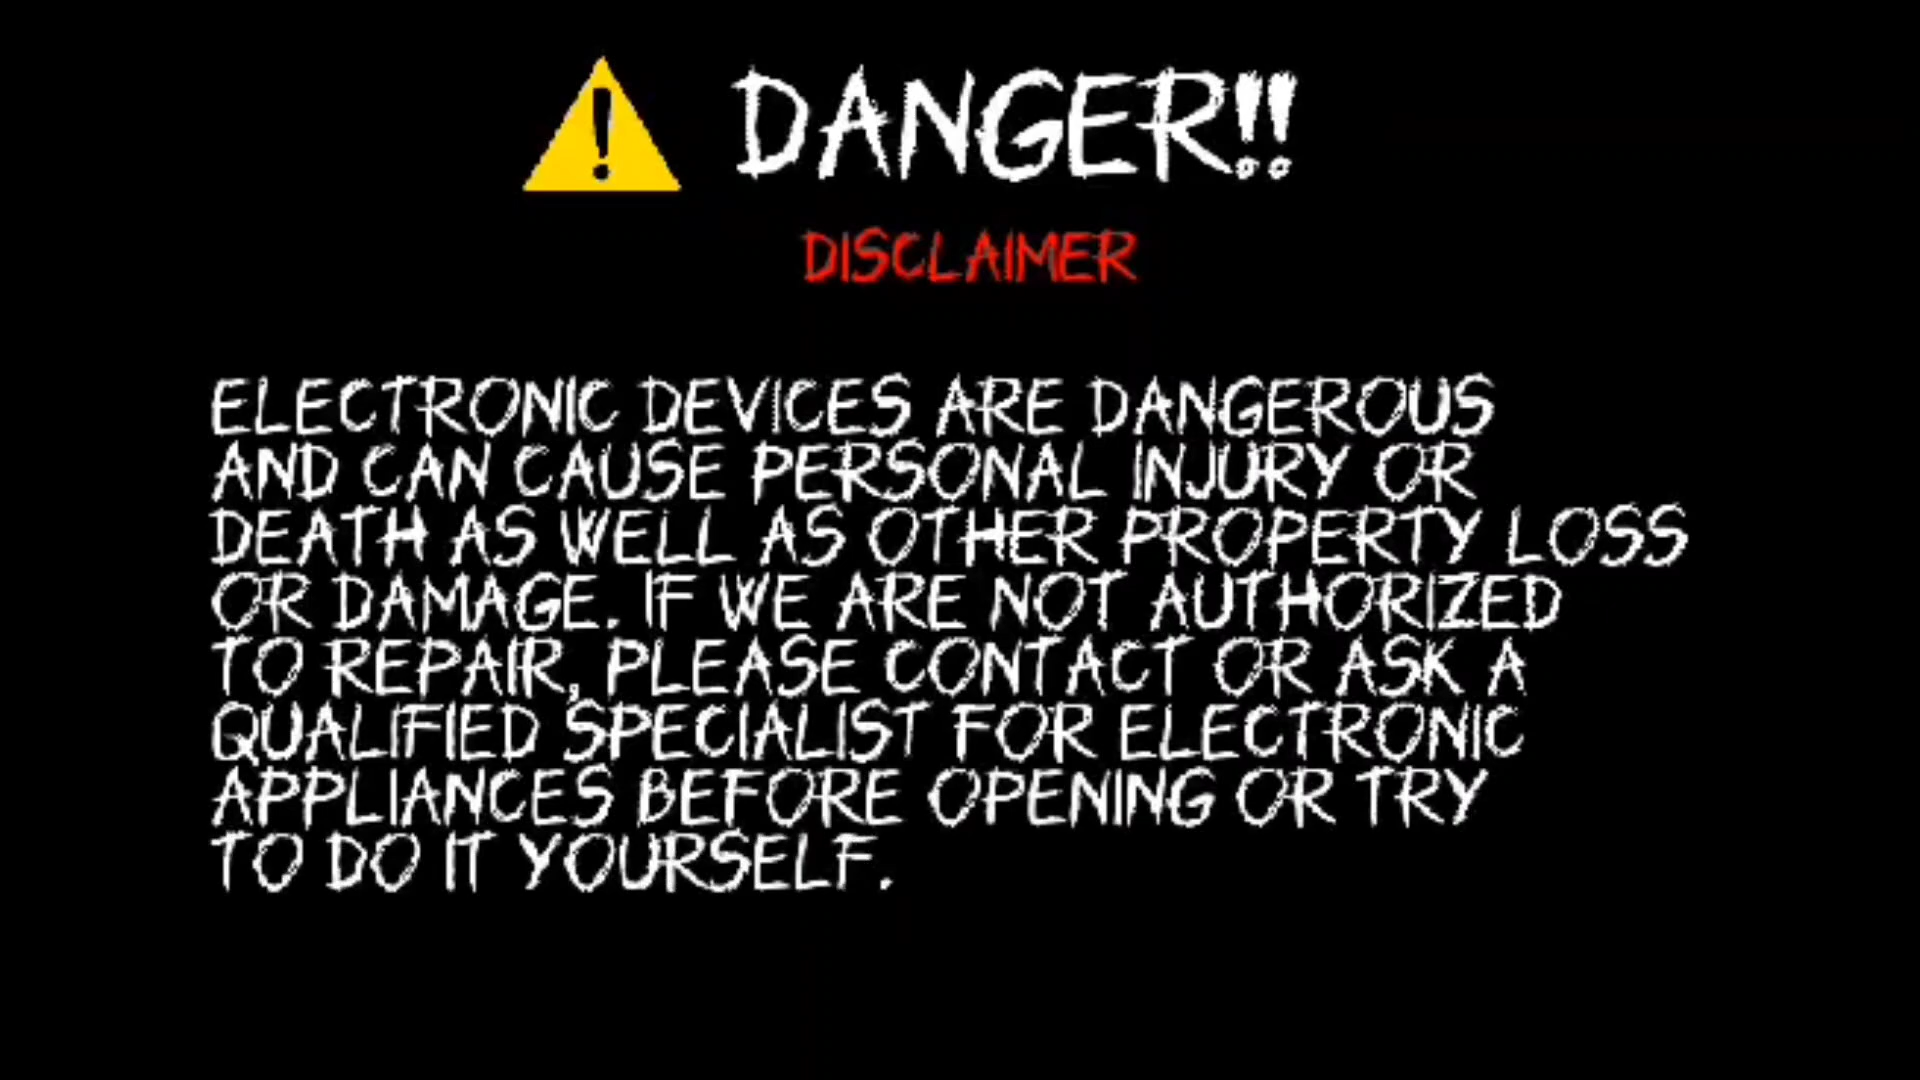 DANGER!!
DISCLAIMER
ELECTRONIC DEVICES ARE DANGEROUS
AND CAN CAUSE PERSONAL INJURY OR
DEATH AS WELL AS OTHER PROPERTY LOSS
OR DAMAGE. IF WE ARE NOT AUTHORIZED
TO REPAIR, PLEASE CONTACT OR ASK A
QUALIFIED SPECIALIST FOR ELECTRONIC
APPLIANCES BEFORE OPENING OR TRY
TO DO IT YOURSELF.